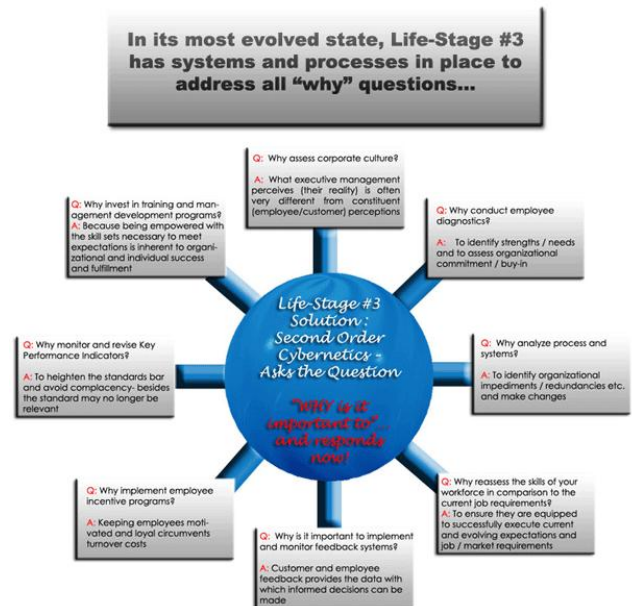 In its most evolved state, Life-Stage #3
has systems and processes in place to
address all “why” questions...
Q: Why assess corporate culture?
A: What executive management
perceives (their reality) is often
very different from constituent
(employee/customer) perceptions
Q: Why invest in training and man-
agement development programs?
A: Because being empowered with
the skill sets necessary to meet
expectations is inherent to organi-
zational and individual success
and fulfillment
Q: Why conduct employee
diagnostics?
A: To identify strengths / needs
and to assess organizational
commitment / buy-in
Life-Stage #3
Solution :
Second Order
Cybernetics -
Asks the Question
"WHY is it
important to"...
and responds
now!
Q: Why monitor and revise Key
Performance Indicators?
A: To heighten the standards bar
and avoid complacency- besides
the standard may no longer be
relevant
Q: Why analyze process and
systems?
A: To identify organizational
impediments / redundancies etc.
and make changes
Q: Why implement employee
incentive programs?
A: Keeping employees moti-
vated and loyal circumvents
turnover costs
Q: Why reassess the skills of your
workforce in comparison to the
current job requirements?
A: To ensure they are equipped
to successfully execute current
and evolving expectations and
job / market requirements
Q: Why is it important to implement
and monitor feedback systems?
A: Customer and employee
feedback provides the data with
which informed decisions can be
made